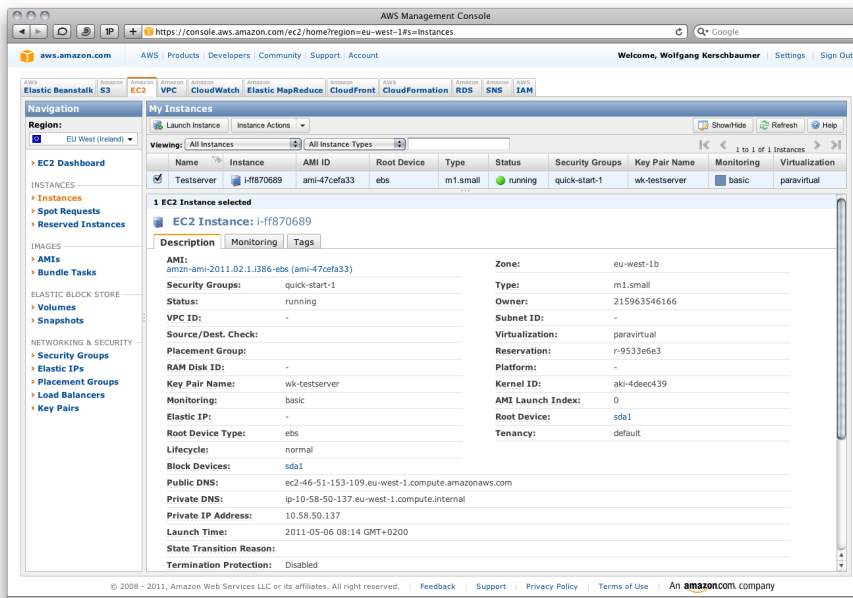 AWS Management Console
1P + https://console.aws.amazon.com/ec2/home?region=eu-west-1#s=Instances Google
aws.amazon.com AWS | Products | Developers | Community | Support | Account Welcome, Wolfgang Kerschbaumer | Settings | Sign Out
AWS Amazon Amazon Amazon Amazon Amazon Amazon AWS Amazon Amazon AWS
Elastic Beanstalk S3 EC2 VPC CloudWatch Elastic MapReduce CloudFront CloudFormation RDS SNS IAM
Navigation My Instances
Region: Launch Instance Instance Actions Show/Hide Refresh Help
EU West (Ireland) Viewing: All Instances All Instance Types 1 to 1 of 1 Instances
Name Instance AMI ID Root Device Type Status Security Groups Key Pair Name Monitoring Virtualization
Testserver i-ff870689 ami-47cefa33 ebs m1.small running quick-start-1 wk-testserver basic paravirtual
> EC2 Dashboard
INSTANCES
> Instances
> Spot Requests
> Reserved Instances
IMAGES
> AMIs
> Bundle Tasks
ELASTIC BLOCK STORE
> Volumes
> Snapshots
NETWORKING & SECURITY
> Security Groups
> Elastic IPs
> Placement Groups
> Load Balancers
> Key Pairs
1 EC2 Instance selected
EC2 Instance: i-ff870689
Description Monitoring Tags
AMI:
amzn-ami-2011.02.1.i386-ebs (ami-47cefa33) Zone: eu-west-1b
Security Groups: quick-start-1 Type: m1.small
Status: running Owner: 215963546166
VPC ID: - Subnet ID: -
Source/Dest. Check: Virtualization: paravirtual
Placement Group: Reservation: r-9533e6e3
RAM Disk ID: - Platform: -
Key Pair Name: wk-testserver Kernel ID: aki-4deec439
Monitoring: basic AMI Launch Index: 0
Elastic IP: - Root Device: sda1
Root Device Type: ebs Tenancy: default
Lifecycle: normal
Block Devices: sda1
Public DNS: ec2-46-51-153-109.eu-west-1.compute.amazonaws.com
Private DNS: ip-10-58-50-137.eu-west-1.compute.internal
Private IP Address: 10.58.50.137
Launch Time: 2011-05-06 08:14 GMT+0200
State Transition Reason:
Termination Protection: Disabled
© 2008 - 2011, Amazon Web Services LLC or its affiliates. All right reserved. | Feedback | Support | Privacy Policy | Terms of Use | An amazon.com. company